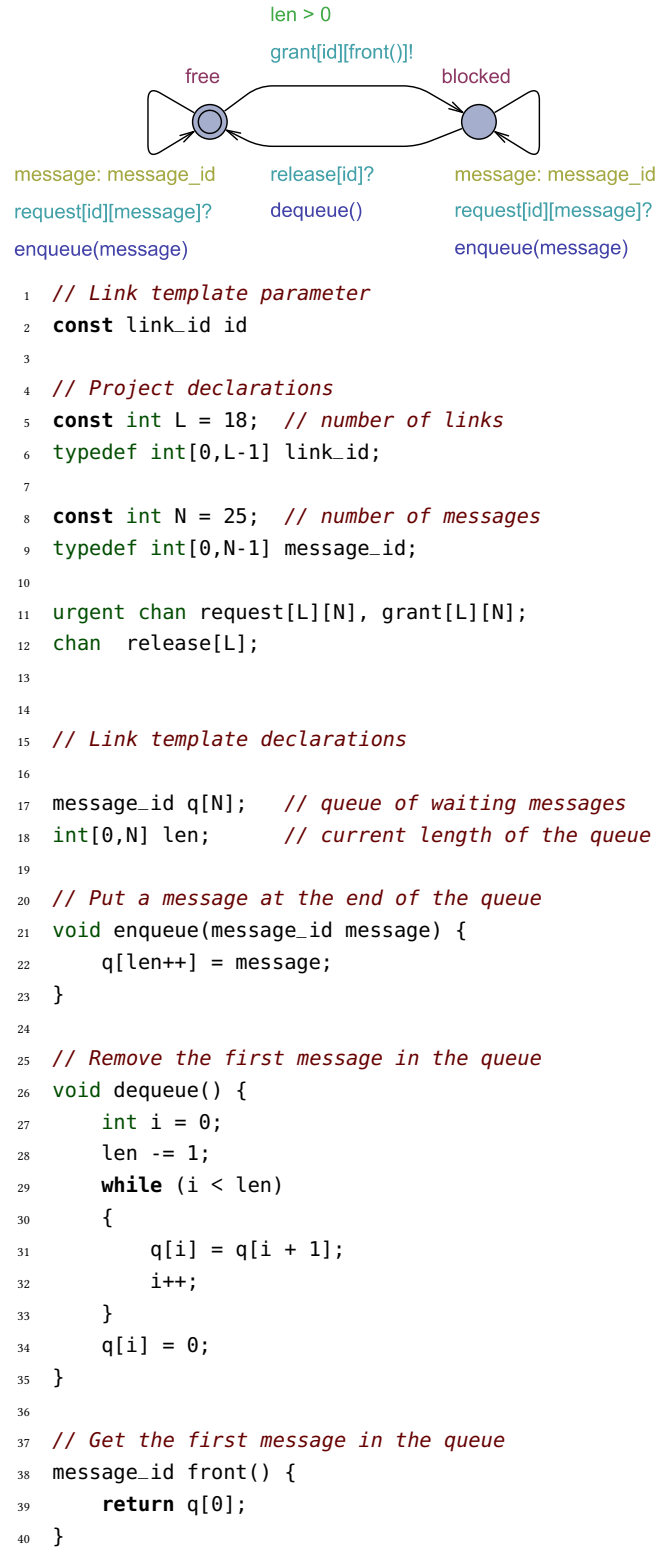 len > 0
grant[id][front()]!
free
blocked
message: message_id
request[id][message]?
enqueue(message)
release[id]?
dequeue()
message: message_id
request[id][message]?
enqueue(message)
1 // Link template parameter
2 const link_id id
3
4 // Project declarations
5 const int L = 18;  // number of links
6 typedef int[0,L-1] link_id;
7
8 const int N = 25;  // number of messages
9 typedef int[0,N-1] message_id;
10
11 urgent chan request[L][N], grant[L][N];
12 chan  release[L];
13
14
15 // Link template declarations
16
17 message_id q[N];   // queue of waiting messages
18 int[0,N] len;      // current length of the queue
19
20 // Put a message at the end of the queue
21 void enqueue(message_id message) {
22     q[len++] = message;
23 }
24
25 // Remove the first message in the queue
26 void dequeue() {
27     int i = 0;
28     len -= 1;
29     while (i < len)
30     {
31         q[i] = q[i + 1];
32         i++;
33     }
34     q[i] = 0;
35 }
36
37 // Get the first message in the queue
38 message_id front() {
39     return q[0];
40 }